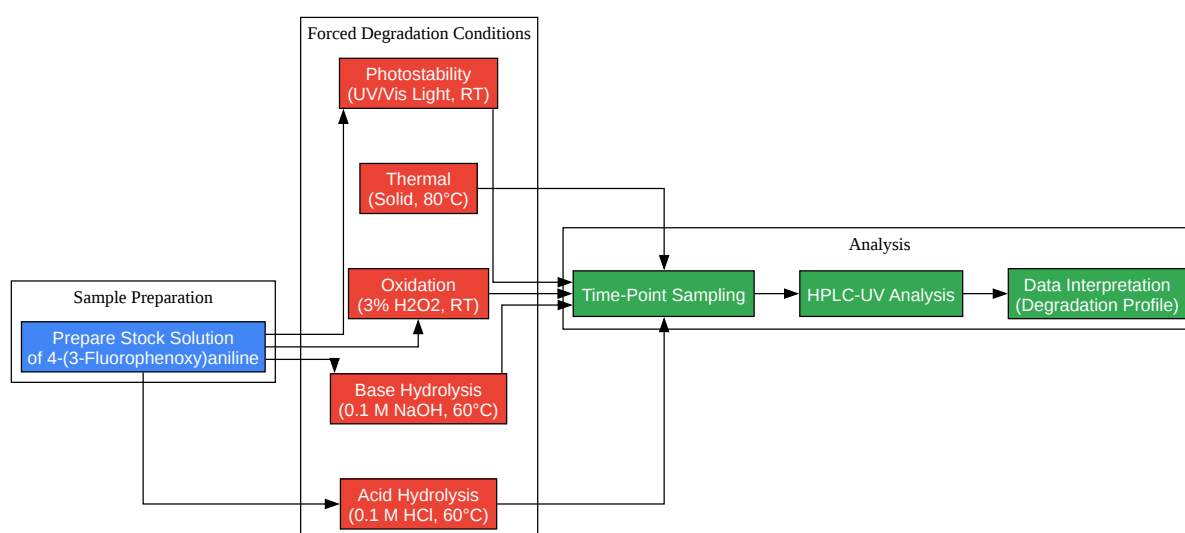 Forced Degradation Conditions
Photostability
(UV/Vis Light, RT)
Thermal
(Solid, 80°C)
Analysis
Oxidation
(3% H2O2, RT)
Time-Point Sampling
HPLC-UV Analysis
Data Interpretation
(Degradation Profile)
Sample Preparation
Prepare Stock Solution
of 4-(3-Fluorophenoxy)aniline
Base Hydrolysis
(0.1 M NaOH, 60°C)
Acid Hydrolysis
(0.1 M HCl, 60°C)